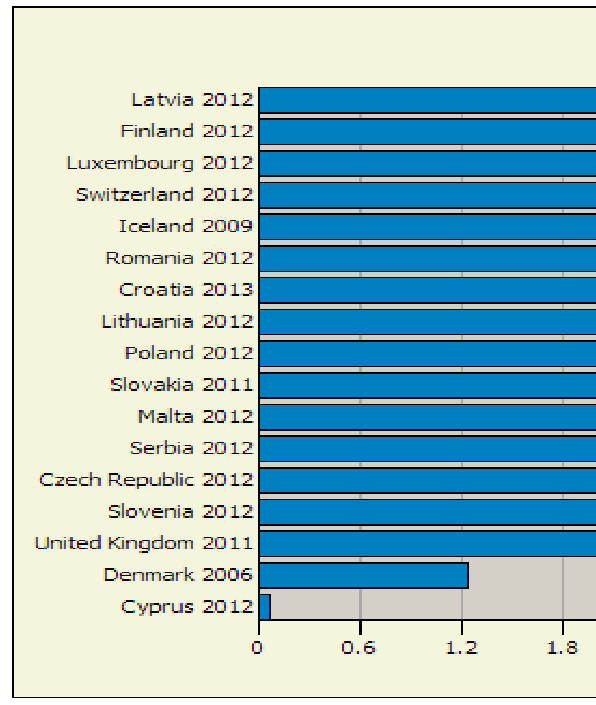 Latvia 2012
Finland 2012
Luxembourg 2012
Switzerland 2012
Iceland 2009
Romania 2012
Croatia 2013
Lithuania 2012
Poland 2012
Slovakia 2011
Malta 2012
Serbia 2012
Czech Republic 2012
Slovenia 2012
United Kingdom 2011
Denmark 2006
Cyprus 2012
0 0.6 1.2 1.8